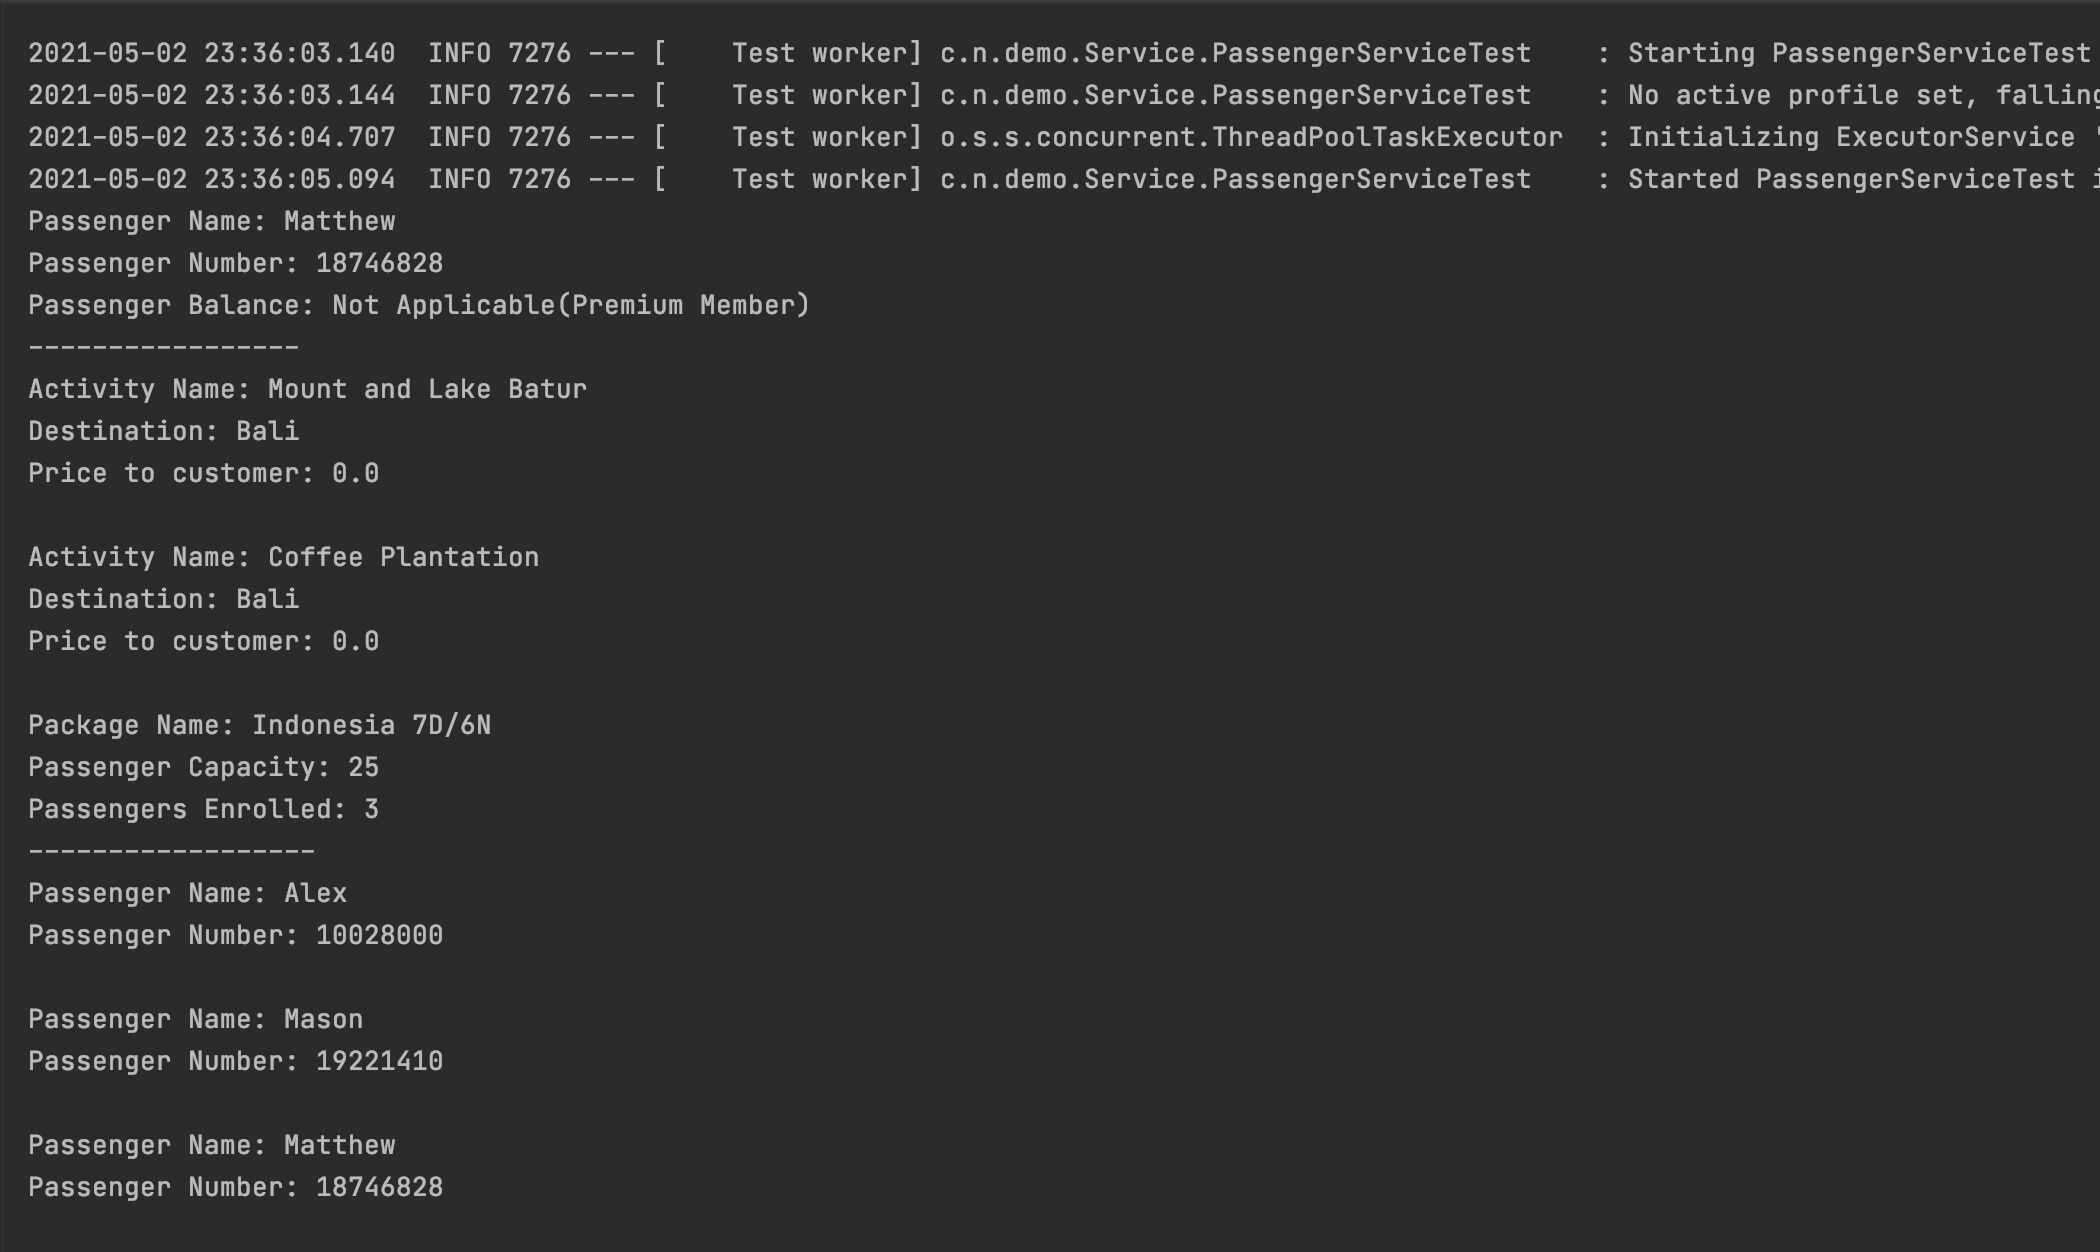 2021-05-02 23:36:03.140  INFO 7276 --- [    Test worker] c.n.demo.Service.PassengerServiceTest    : Starting PassengerServiceTest
2021-05-02 23:36:03.144  INFO 7276 --- [    Test worker] c.n.demo.Service.PassengerServiceTest    : No active profile set, falling
2021-05-02 23:36:04.707  INFO 7276 --- [    Test worker] o.s.s.concurrent.ThreadPoolTaskExecutor  : Initializing ExecutorService '
2021-05-02 23:36:05.094  INFO 7276 --- [    Test worker] c.n.demo.Service.PassengerServiceTest    : Started PassengerServiceTest i
Passenger Name: Matthew
Passenger Number: 18746828
Passenger Balance: Not Applicable(Premium Member)
-----------------
Activity Name: Mount and Lake Batur
Destination: Bali
Price to customer: 0.0
Activity Name: Coffee Plantation
Destination: Bali
Price to customer: 0.0
Package Name: Indonesia 7D/6N
Passenger Capacity: 25
Passengers Enrolled: 3
------------------
Passenger Name: Alex
Passenger Number: 10028000
Passenger Name: Mason
Passenger Number: 19221410
Passenger Name: Matthew
Passenger Number: 18746828